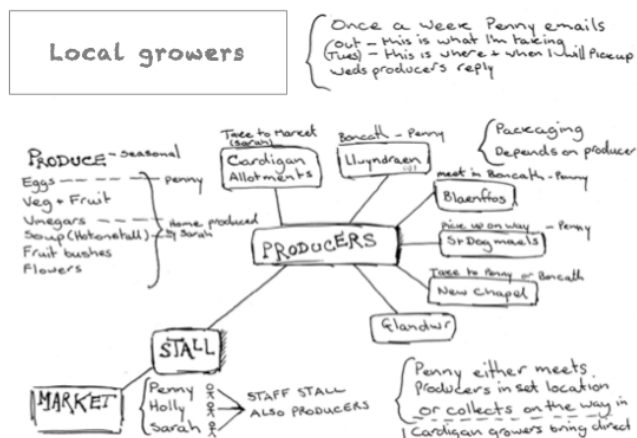 Local growers
Once a week Penny emails
(out - this is what I'm taking
(Tues) - this is where + when I will pick up
weds producers reply
PRODUCE - seasonal
Eggs - penny
Veg + Fruit
Vinegars - Home produced
Soup (Hot on stall) - by Sarah
Fruit bushes
Flowers
Take to Market
(Sarah)
Cardigan
Allotments
Boncath - Penny
Llwyndraen
Packaging
Depends on producer
meet in Boncath - Penny
Blaenffos
pick up on way - Penny
St Dogmaels
Take to Penny or Boncath
New Chapel
Glandwr
PRODUCERS
STALL
MARKET
Penny
Holly
Sarah
STAFF STALL
ALSO PRODUCERS
Penny either meets
Producers in set location
or collects on the way in
Cardigan growers bring direct